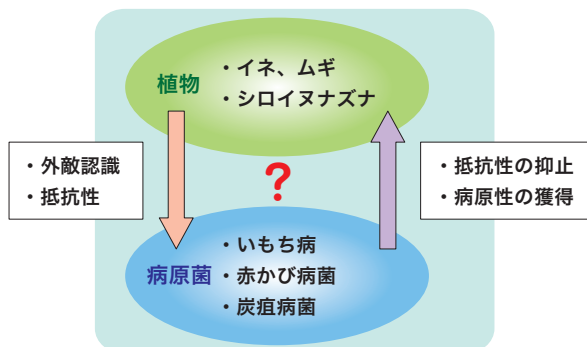 植物
・イネ、ムギ
・シロイヌナズナ
・外敵認識
・抵抗性
?
・抵抗性の抑止
・病原性の獲得
病原菌
・いもち病
・赤かび病菌
・炭疽病菌